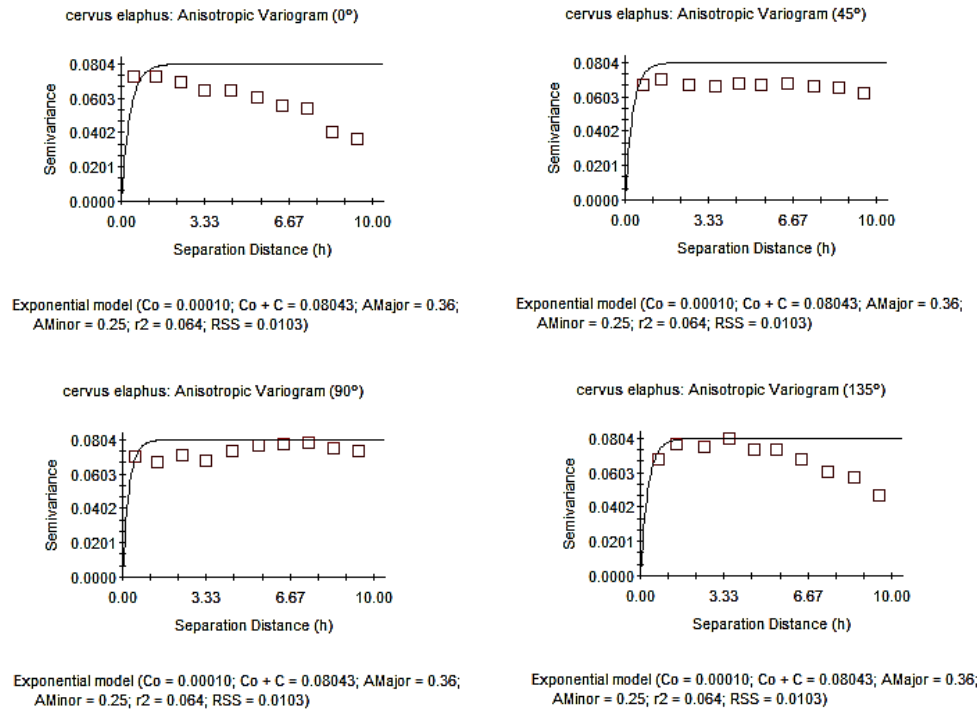 cervus elaphus: Anisotropic Variogram (0º)
0.0804
0.0603
0.0402
0.0201
0.0000
Semivariance
0.00 3.33 6.67 10.00
Separation Distance (h)
Exponential model (Co = 0.00010; Co + C = 0.08043; AMajor = 0.36;
AMinor = 0.25; r2 = 0.064; RSS = 0.0103)
cervus elaphus: Anisotropic Variogram (45º)
0.0804
0.0603
0.0402
0.0201
0.0000
Semivariance
0.00 3.33 6.67 10.00
Separation Distance (h)
Exponential model (Co = 0.00010; Co + C = 0.08043; AMajor = 0.36;
AMinor = 0.25; r2 = 0.064; RSS = 0.0103)
cervus elaphus: Anisotropic Variogram (90º)
0.0804
0.0603
0.0402
0.0201
0.0000
Semivariance
0.00 3.33 6.67 10.00
Separation Distance (h)
Exponential model (Co = 0.00010; Co + C = 0.08043; AMajor = 0.36;
AMinor = 0.25; r2 = 0.064; RSS = 0.0103)
cervus elaphus: Anisotropic Variogram (135º)
0.0804
0.0603
0.0402
0.0201
0.0000
Semivariance
0.00 3.33 6.67 10.00
Separation Distance (h)
Exponential model (Co = 0.00010; Co + C = 0.08043; AMajor = 0.36;
AMinor = 0.25; r2 = 0.064; RSS = 0.0103)